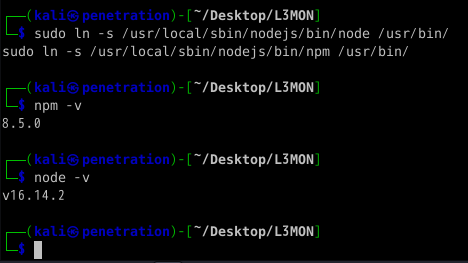 ┌──(kali㉿penetration)-[~/Desktop/L3MON]
└─$ sudo ln -s /usr/local/sbin/nodejs/bin/node /usr/bin/
sudo ln -s /usr/local/sbin/nodejs/bin/npm /usr/bin/
┌──(kali㉿penetration)-[~/Desktop/L3MON]
└─$ npm -v
8.5.0
┌──(kali㉿penetration)-[~/Desktop/L3MON]
└─$ node -v
v16.14.2
┌──(kali㉿penetration)-[~/Desktop/L3MON]
└─$